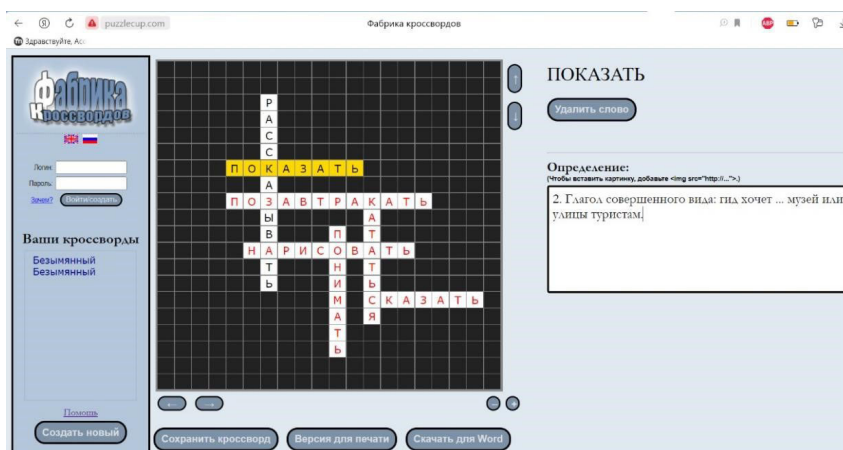 puzzlecup.com
Фабрика кроссвордов
ABP
Здравствуйте, Ас
Фабрика
Кроссвордов
Логин:
Пароль:
Зачем? Войти/создать
Ваши кроссворды
Безымянный
Безымянный
Помощь
Создать новый
РАССКАЗЫВАТЬ
ПОКАЗАТЬ
ПОЗАВТРАКАТЬ
КАТАТЬСЯ
ПОНИМАТЬ
НАРИСОВАТЬ
СКАЗАТЬ
Сохранить кроссворд
Версия для печати
Скачать для Word
ПОКАЗАТЬ
Удалить слово
Определение:
(Чтобы вставить картинку, добавьте <img src="http://...">.)
2. Глагол совершенного вида: гид хочет ... музей или
улицы туристам.